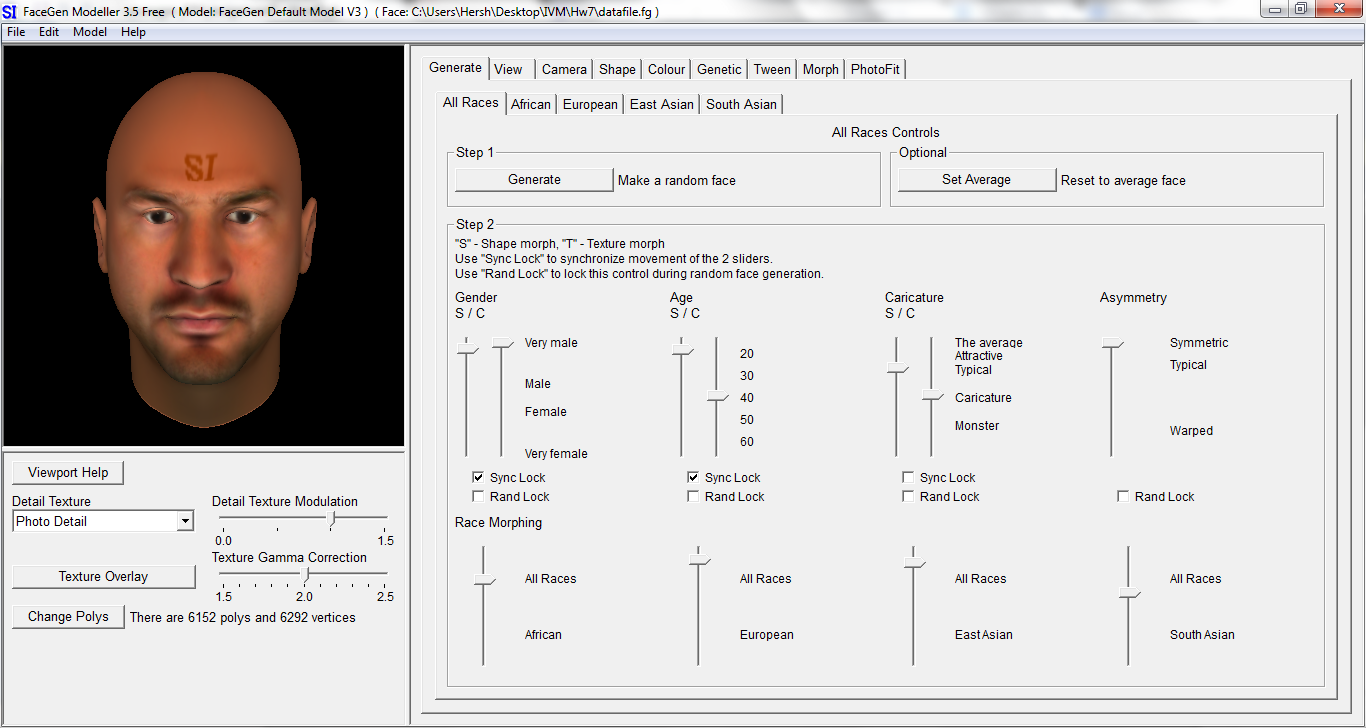 SI FaceGen Modeller 3.5 Free ( Model: FaceGen Default Model V3 ) ( Face: C:\Users\Hersh\Desktop\IVM\Hw7\datafile.fg )
File Edit Model Help
SI
Viewport Help
Detail Texture
Photo Detail
Detail Texture Modulation
0.0 1.5
Texture Gamma Correction
1.5 2.0 2.5
Texture Overlay
Change Polys There are 6152 polys and 6292 vertices
Generate View Camera Shape Colour Genetic Tween Morph PhotoFit
All Races African European East Asian South Asian
All Races Controls
Step 1
Generate Make a random face
Optional
Set Average Reset to average face
Step 2
"S" - Shape morph, "T" - Texture morph
Use "Sync Lock" to synchronize movement of the 2 sliders.
Use "Rand Lock" to lock this control during random face generation.
Gender
S / C
Very male
Male
Female
Very female
Sync Lock
Rand Lock
Age
S / C
20
30
40
50
60
Sync Lock
Rand Lock
Caricature
S / C
The average
Attractive
Typical
Caricature
Monster
Sync Lock
Rand Lock
Asymmetry
Symmetric
Typical
Warped
Rand Lock
Race Morphing
All Races
African
All Races
European
All Races
East Asian
All Races
South Asian